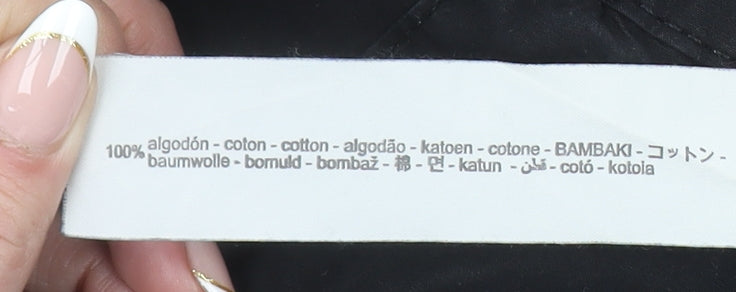 100% algodón - coton - cotton - algodão - katoen - cotone - BAMBAKI - コットン -
baumwolle - bomuld - bombaž - 棉 - 면 - katun - قطن - cotó - kotoia